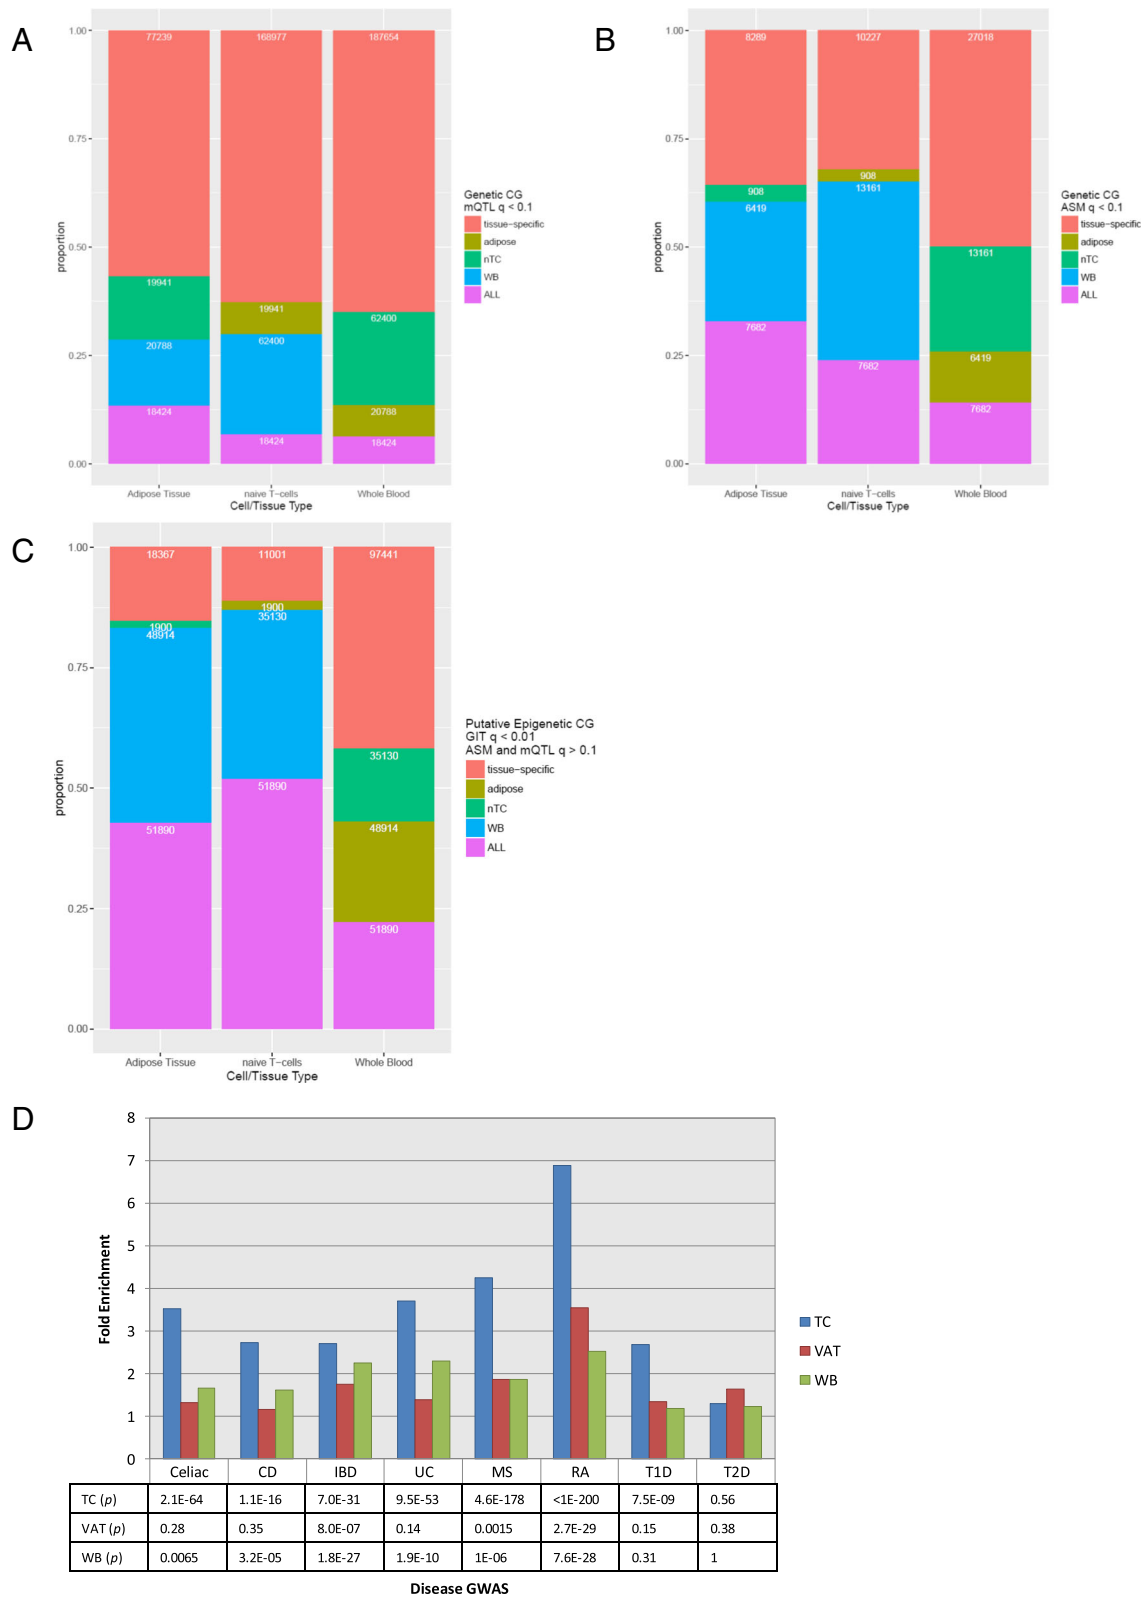 A
1.00
0.75
0.50
0.25
0.00
proportion
77239
168977
187654
19941
19941
62400
20788
62400
20788
18424
18424
18424
Adipose Tissue
naive T-cells
Whole Blood
Cell/Tissue Type
Genetic CG
mQTL q < 0.1
tissue-specific
adipose
nTC
WB
ALL
B
1.00
0.75
0.50
0.25
0.00
proportion
8289
10227
27018
908
908
13161
6419
13161
6419
7682
7682
7682
Adipose Tissue
naive T-cells
Whole Blood
Cell/Tissue Type
Genetic CG
ASM q < 0.1
tissue-specific
adipose
nTC
WB
ALL
C
1.00
0.75
0.50
0.25
0.00
proportion
18367
11001
97441
1900
1900
35130
48914
35130
48914
51890
51890
51890
Adipose Tissue
naive T-cells
Whole Blood
Cell/Tissue Type
Putative Epigenetic CG
GIT q < 0.01
ASM and mQTL q > 0.1
tissue-specific
adipose
nTC
WB
ALL
D
8
7
6
5
4
3
2
1
0
Fold Enrichment
TC
VAT
WB
Celiac CD IBD UC MS RA T1D T2D
TC (p) 2.1E-64 1.1E-16 7.0E-31 9.5E-53 4.6E-178 <1E-200 7.5E-09 0.56
VAT (p) 0.28 0.35 8.0E-07 0.14 0.0015 2.7E-29 0.15 0.38
WB (p) 0.0065 3.2E-05 1.8E-27 1.9E-10 1E-06 7.6E-28 0.31 1
Disease GWAS